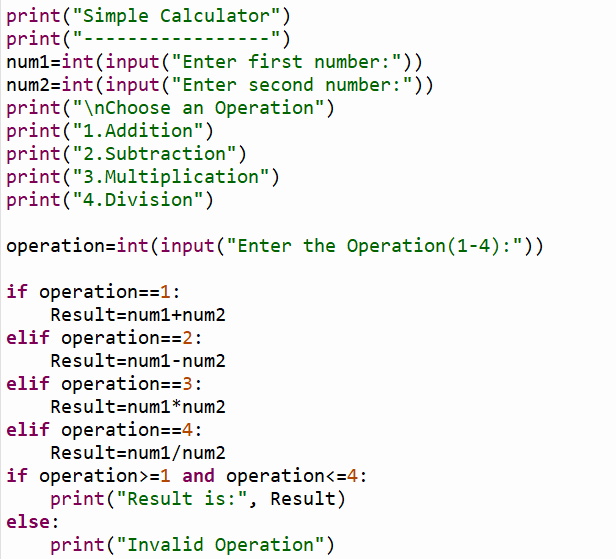 print("Simple Calculator")
print("-----------------")
num1=int(input("Enter first number:"))
num2=int(input("Enter second number:"))
print("\nChoose an Operation")
print("1.Addition")
print("2.Subtraction")
print("3.Multiplication")
print("4.Division")

operation=int(input("Enter the Operation(1-4):"))

if operation==1:
    Result=num1+num2
elif operation==2:
    Result=num1-num2
elif operation==3:
    Result=num1*num2
elif operation==4:
    Result=num1/num2
if operation>=1 and operation<=4:
    print("Result is:", Result)
else:
    print("Invalid Operation")